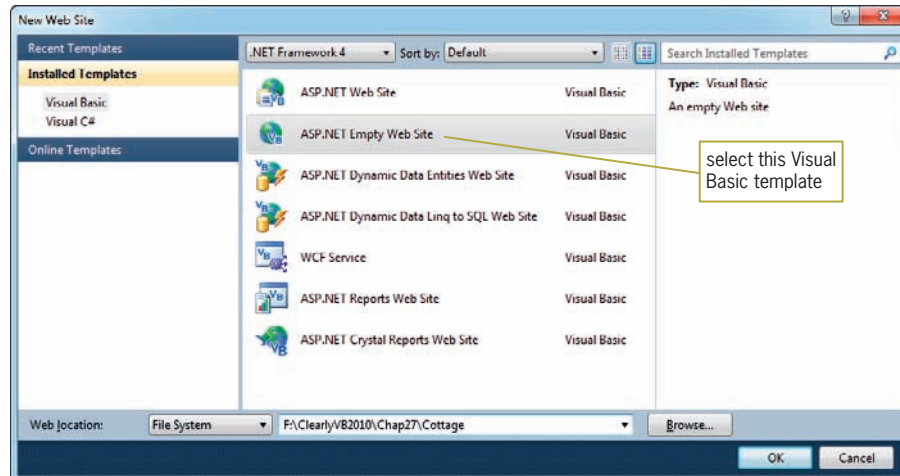 New Web Site
Recent Templates
.NET Framework 4
Sort by: Default
Search Installed Templates
Installed Templates
Visual Basic
Visual C#
Online Templates
ASP.NET Web Site Visual Basic
ASP.NET Empty Web Site Visual Basic
ASP.NET Dynamic Data Entities Web Site Visual Basic
ASP.NET Dynamic Data Linq to SQL Web Site Visual Basic
WCF Service Visual Basic
ASP.NET Reports Web Site Visual Basic
ASP.NET Crystal Reports Web Site Visual Basic
Type: Visual Basic
An empty Web site
select this Visual
Basic template
Web location: File System F:\ClearlyVB2010\Chap27\Cottage Browse...
OK Cancel